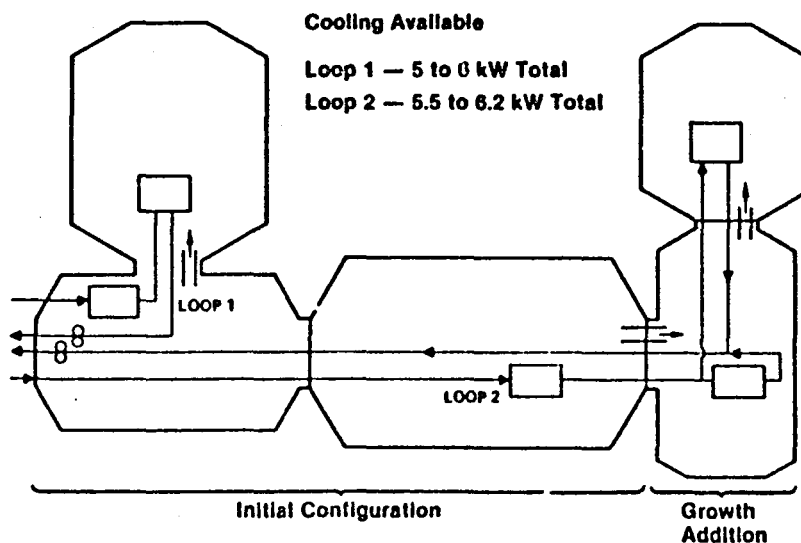 Cooling Available
Loop 1 — 5 to 6 kW Total
Loop 2 — 5.5 to 6.2 kW Total
LOOP 1
LOOP 2
Initial Configuration
Growth
Addition